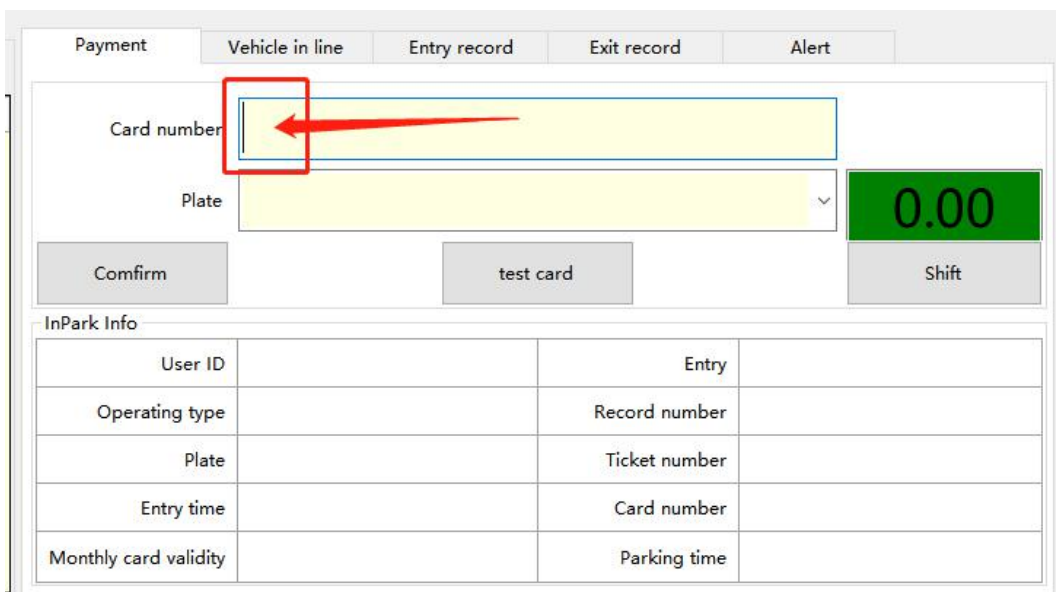 Payment Vehicle in line Entry record Exit record Alert
Card number
Plate 0.00
Comfirm test card Shift
InPark Info
User ID Entry
Operating type Record number
Plate Ticket number
Entry time Card number
Monthly card validity Parking time